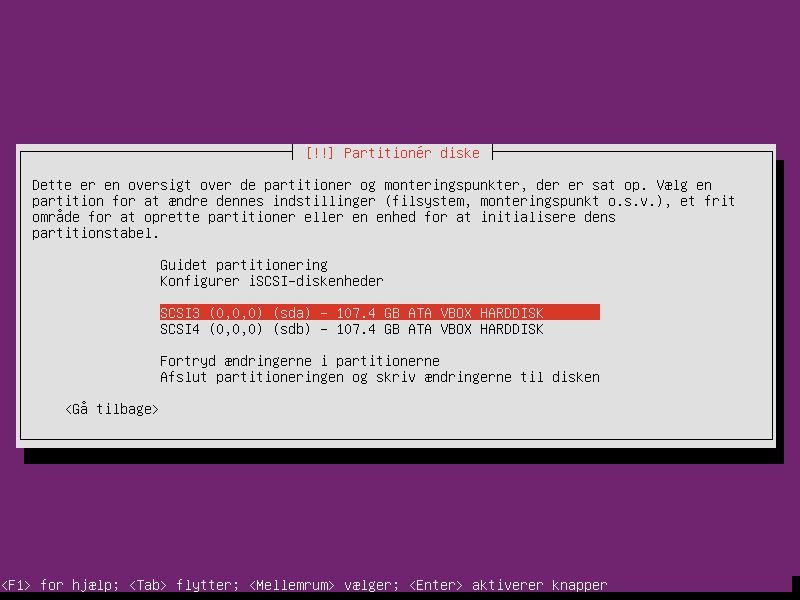 [!!] Partitionér diske
Dette er en oversigt over de partitioner og monteringspunkter, der er sat op. Vælg en
partition for at ændre dennes indstillinger (filsystem, monteringspunkt o.s.v.), et frit
område for at oprette partitioner eller en enhed for at initialisere dens
partitionstabel.
Guidet partitionering
Konfigurer iSCSI-diskenheder
SCSI3 (0,0,0) (sda) - 107.4 GB ATA VBOX HARDDISK
SCSI4 (0,0,0) (sdb) - 107.4 GB ATA VBOX HARDDISK
Fortryd ændringerne i partitionerne
Afslut partitioneringen og skriv ændringerne til disken
<Gå tilbage>
<F1> for hjælp; <Tab> flytter; <Mellemrum> vælger; <Enter> aktiverer knapper